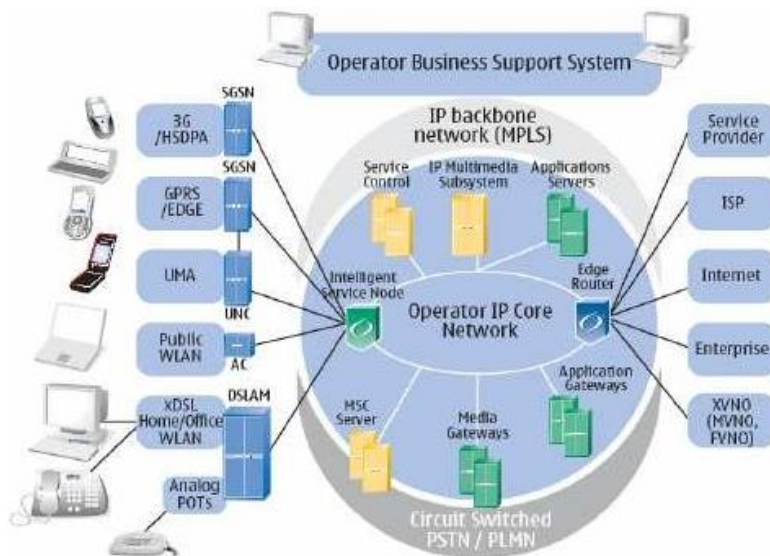 Operator Business Support System
SGSN
3G
/HSDPA
SGSN
GPRS
/EDGE
UMA
UNC
Public
WLAN
AC
DSLAM
xDSL
Home/Office
WLAN
Analog
POTs
IP backbone
network (MPLS)
Service
Control
IP Multimedia
Subsystem
Applications
Servers
Intelligent
Service Node
Edge
Router
Operator IP Core
Network
MSC
Server
Media
Gateways
Application
Gateways
Circuit Switched
PSTN / PLMN
Service
Provider
ISP
Internet
Enterprise
XVNO
(MVNO,
FVNO)